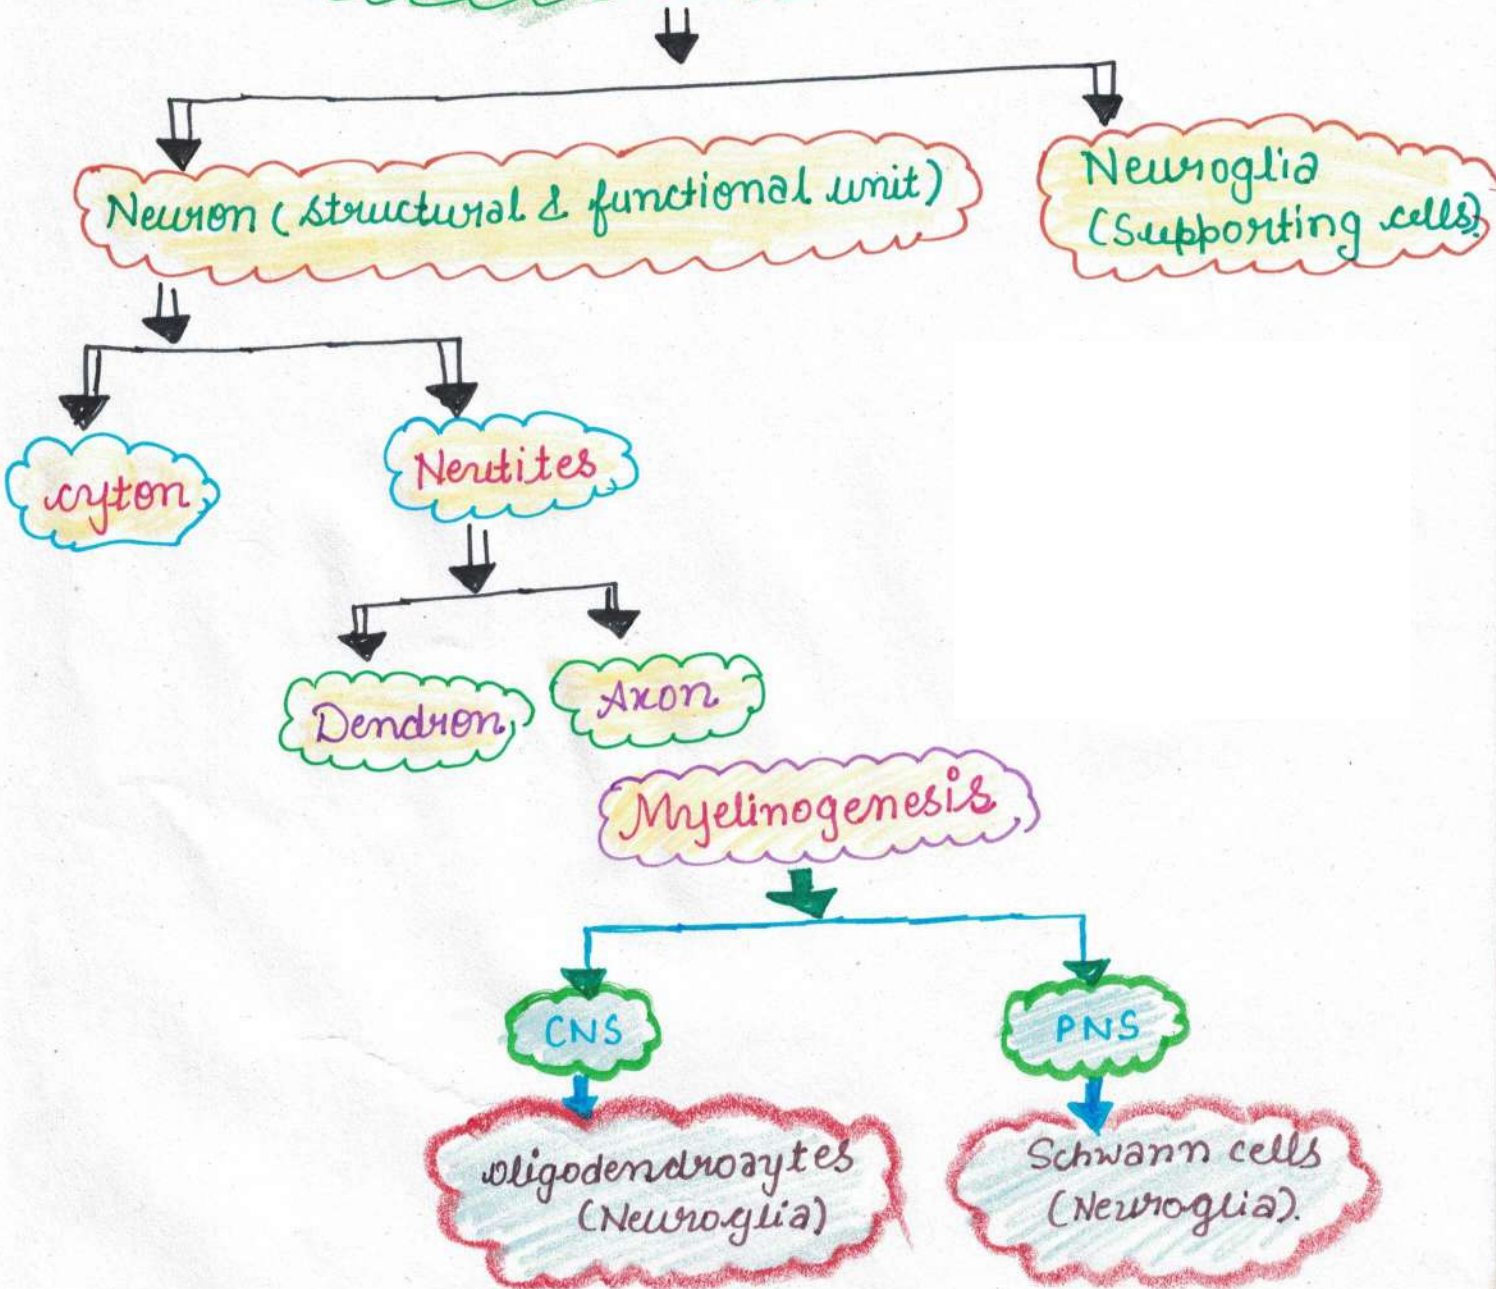 Neuron (structural & functional unit)
Neuroglia
(Supporting cells).
cyton
Neutites
Dendron
Axon
Myelinogenesis
CNS
PNS
oligodendrocytes
(Neuroglia)
Schwann cells
(Neuroglia).